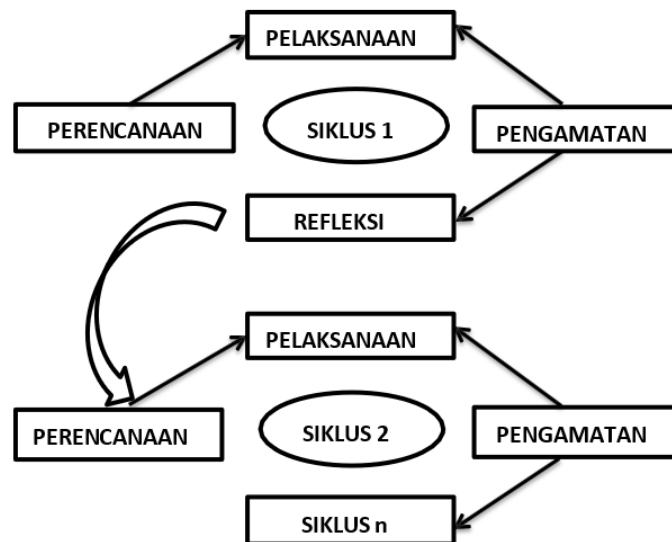 PELAKSANAAN
PERENCANAAN
SIKLUS 1
PENGAMATAN
REFLEKSI
PELAKSANAAN
PERENCANAAN
SIKLUS 2
PENGAMATAN
SIKLUS n